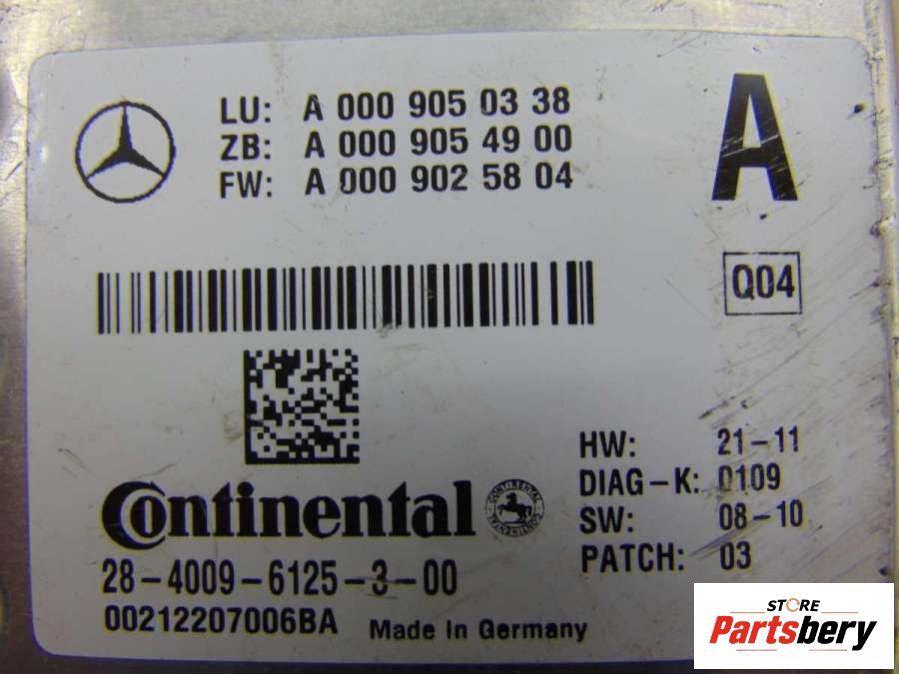 LU: A 000 905 03 38
ZB: A 000 905 49 00
FW: A 000 902 58 04
A
Q04
HW: 21-11
DIAG-K: 0109
SW: 08-10
PATCH: 03
Continental
CONTINENTAL
CONTINENTAL
28-4009-6125-3-00
00212207006BA
Made In Germany
STORE
Partsbery